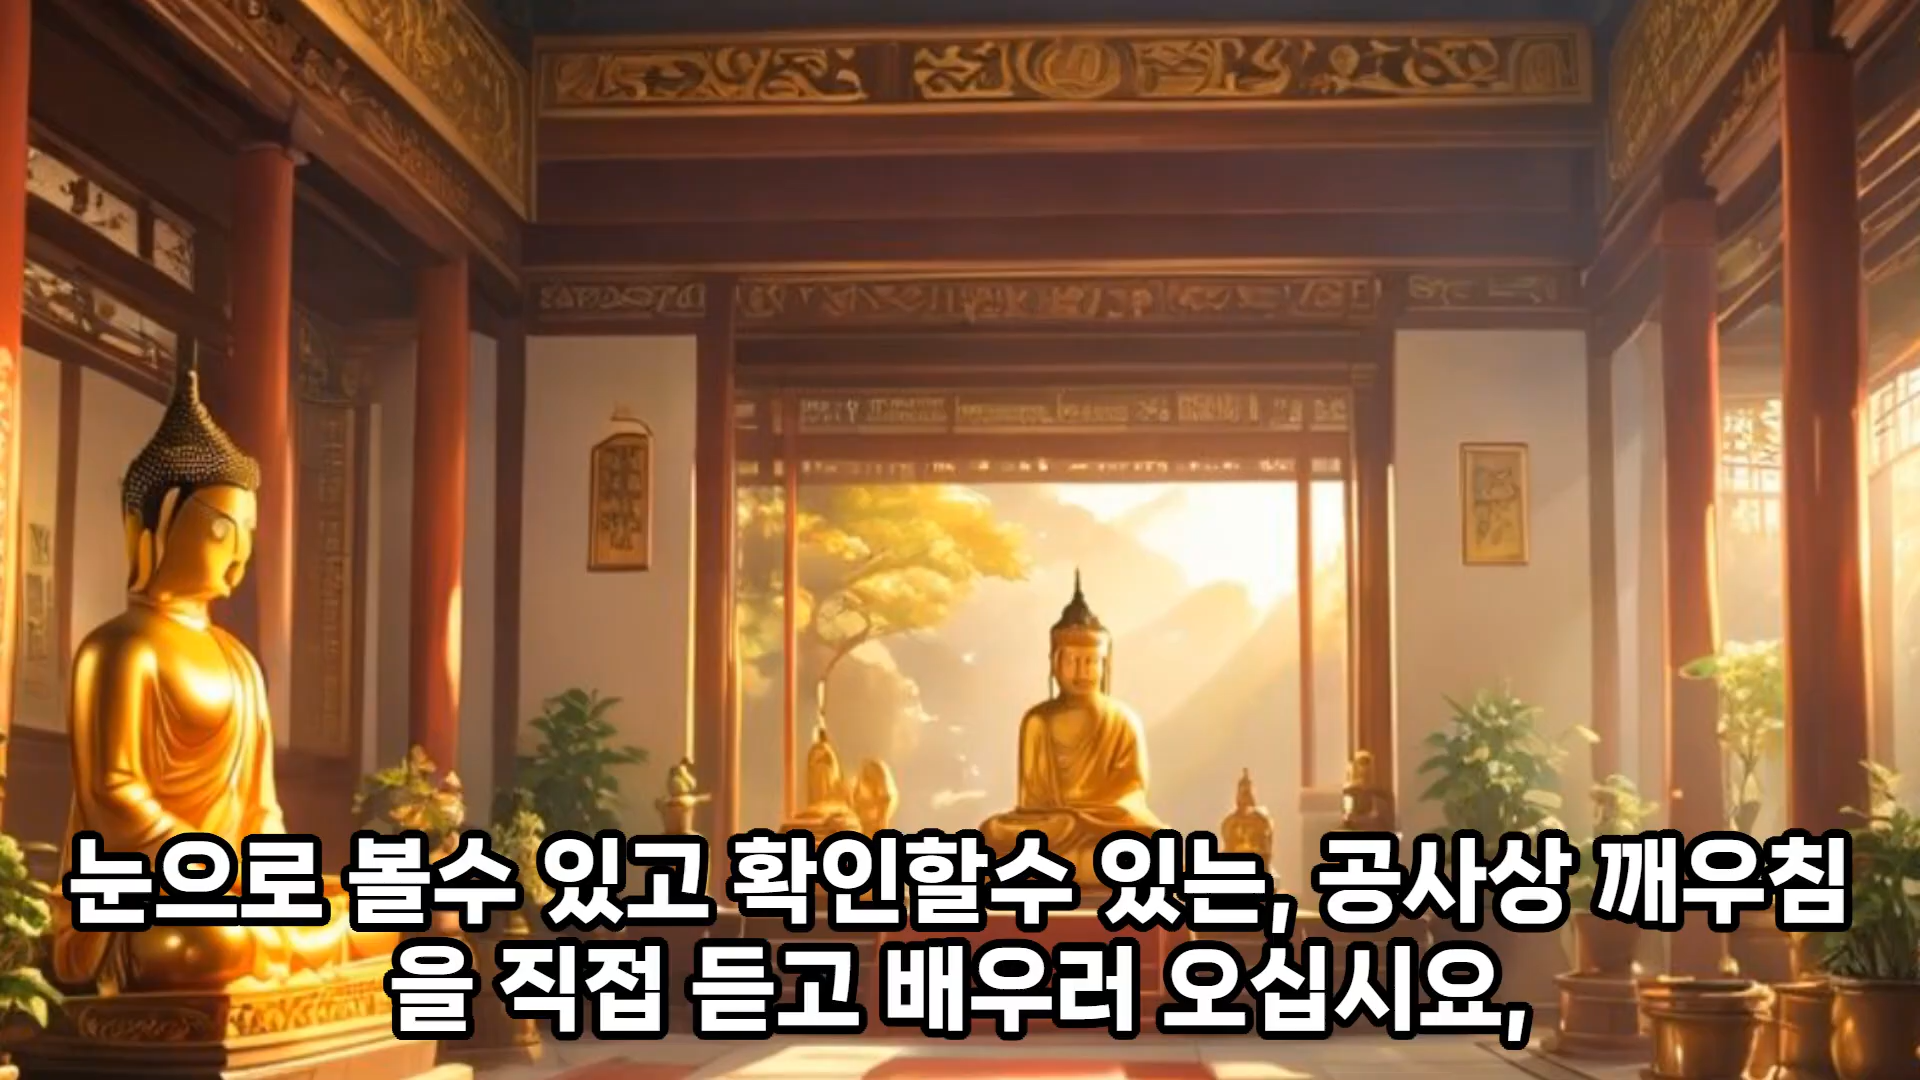 눈으로 볼수 있고 확인할수 있는, 공사상 깨우침
을 직접 듣고 배우러 오십시요,